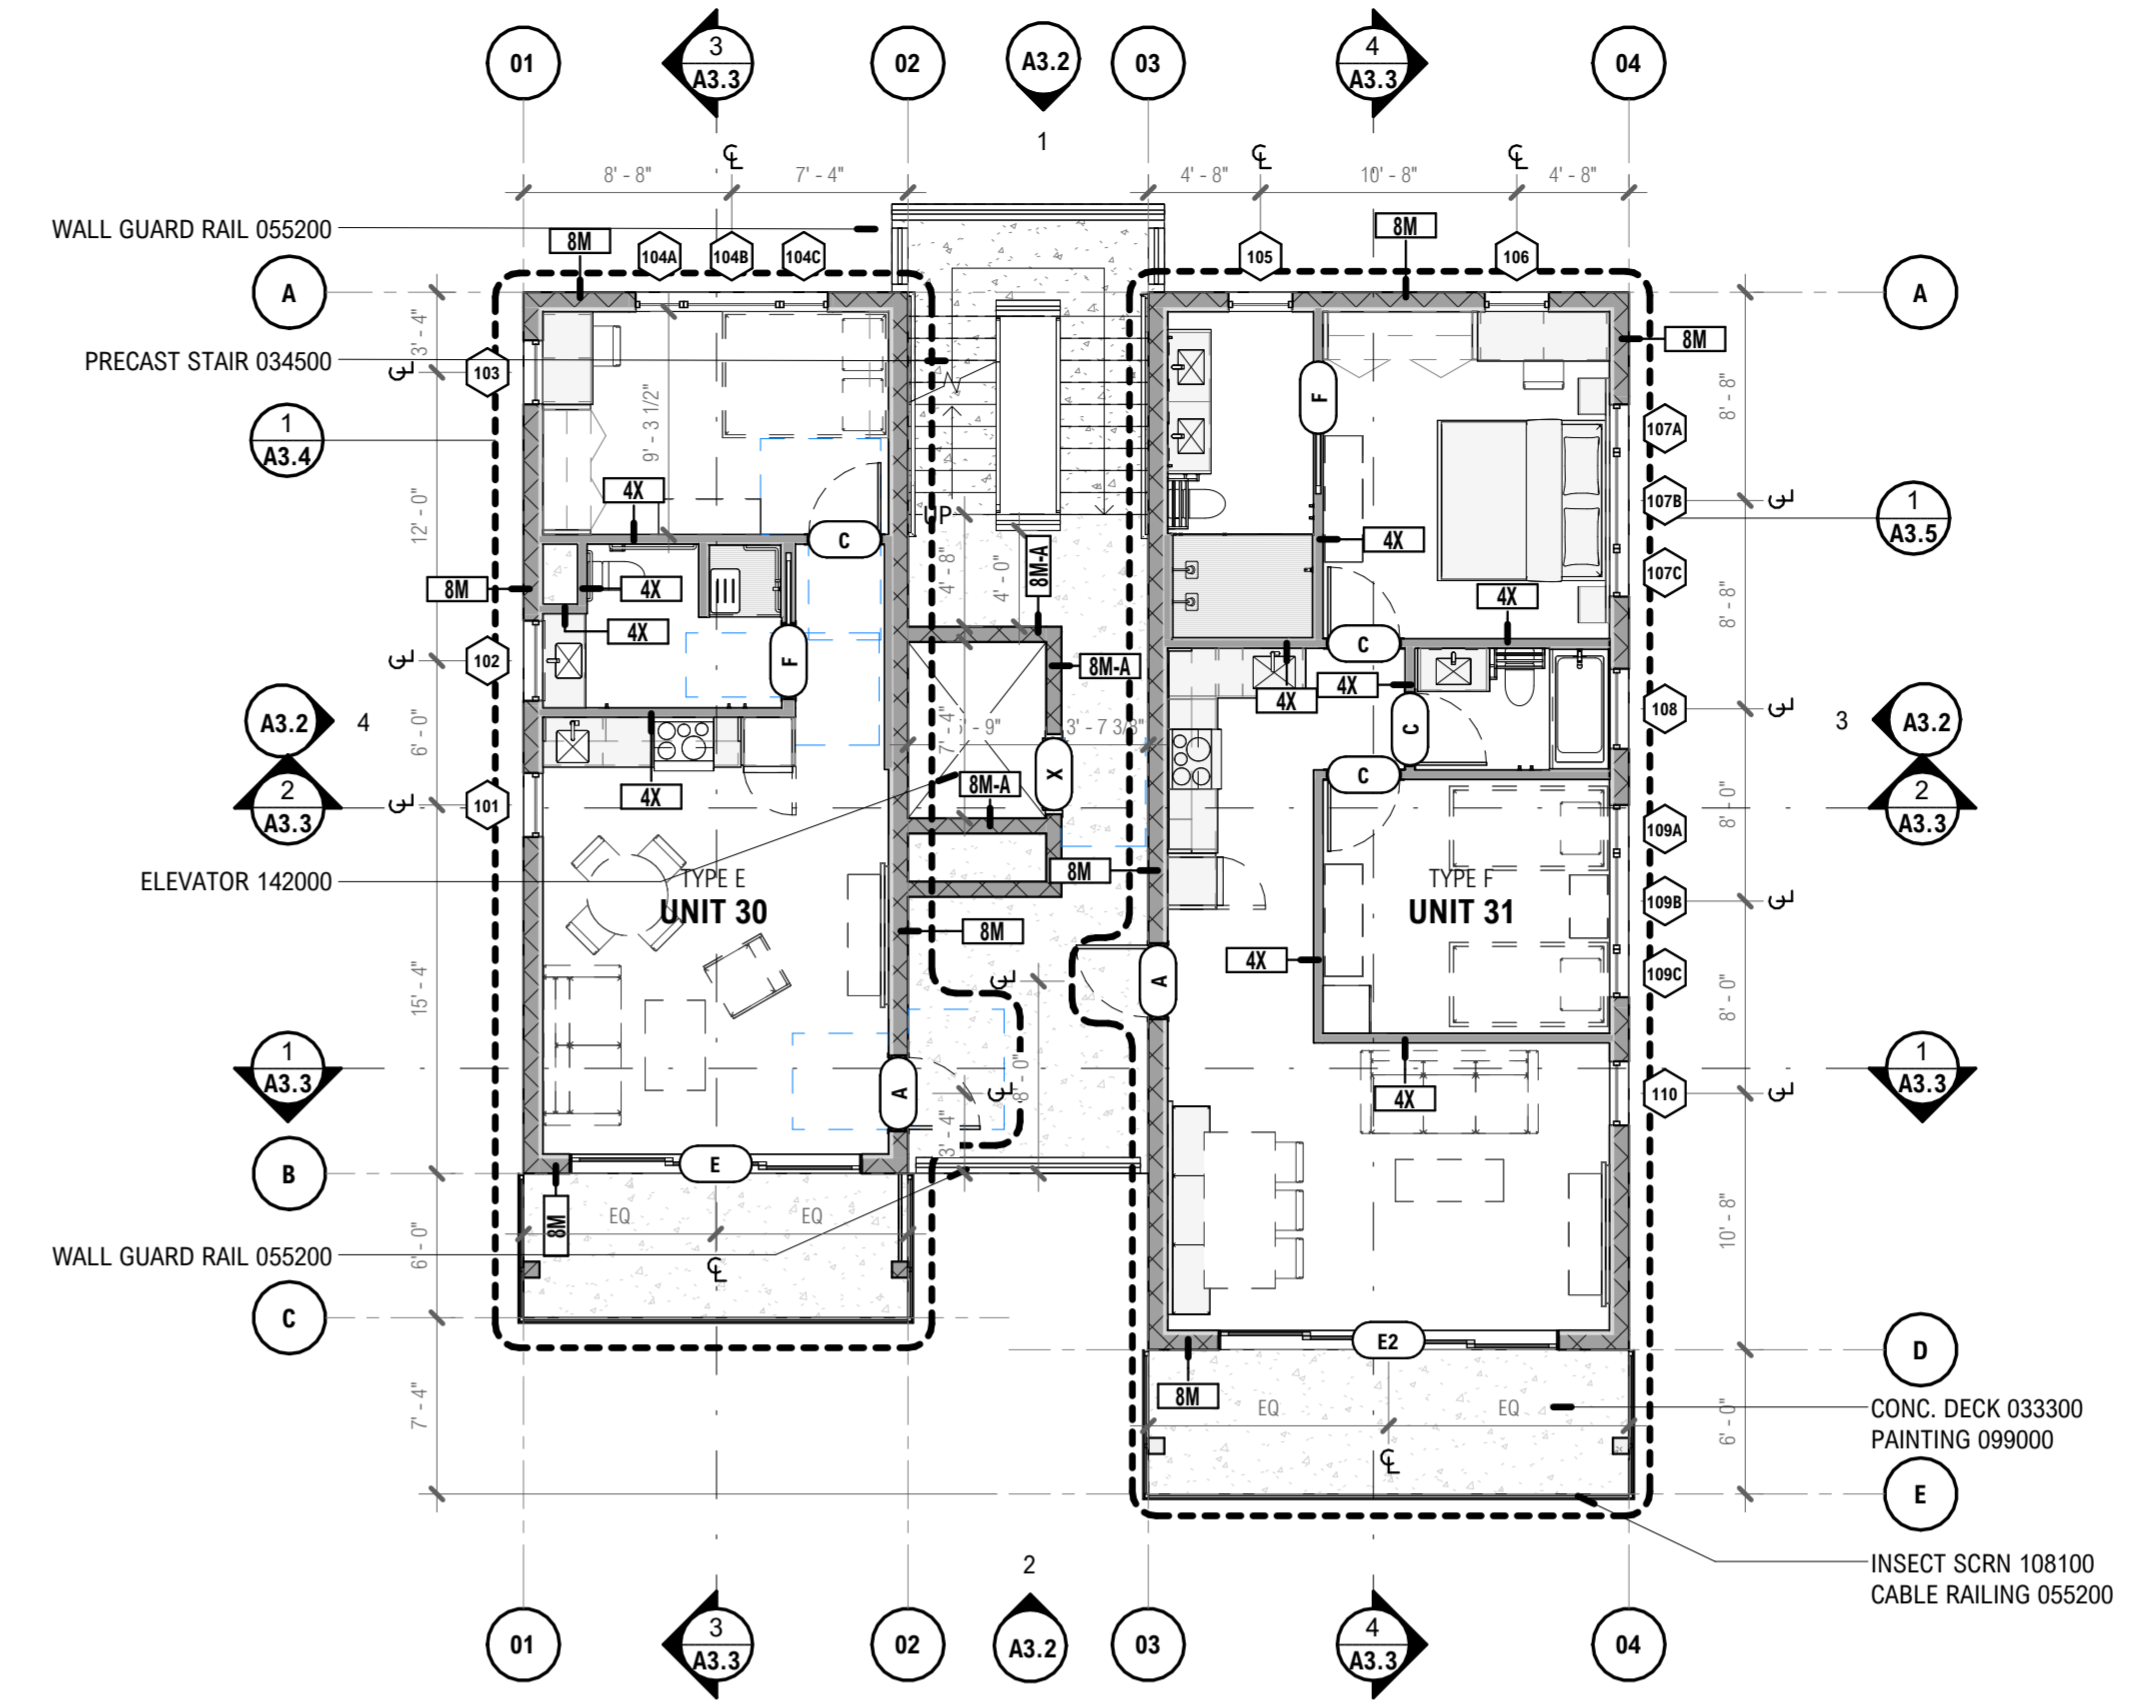 01
3
A3.3
02
A3.2
1
03
4
A3.3
04
8' - 8"
7' - 4"
4' - 8"
10' - 8"
4' - 8"
WALL GUARD RAIL 055200
8M
104A
104B
104C
105
8M
106
A
A
3' - 4"
PRECAST STAIR 034500
103
F
8M
8' - 8"
1
A3.4
9' - 3 1/2"
107A
107B
107C
1
A3.5
12' - 0"
4X
C
UP
4' - 8"
4' - 0"
8M-A
4X
8M
4X
4X
4X
8' - 8"
102
F
8M-A
C
4X
4X
C
108
A3.2
4
6' - 0"
7' - 4"
' - 9"
3' - 7 3/8"
3
A3.2
101
2
A3.3
4X
8M-A
X
C
8' - 0"
2
A3.3
109A
109B
109C
ELEVATOR 142000
TYPE E
UNIT 30
8M
TYPE F
UNIT 31
8M
4X
15' - 4"
A
8' - 0"
8' - 0"
1
A3.3
A
3' - 4"
4X
110
1
A3.3
B
E
8M
EQ
EQ
10' - 8"
WALL GUARD RAIL 055200
6' - 0"
C
E2
D
8M
7' - 4"
EQ
EQ
6' - 0"
CONC. DECK 033300
PAINTING 099000
E
INSECT SCRN 108100
CABLE RAILING 055200
01
3
A3.3
02
2
A3.2
03
4
A3.3
04